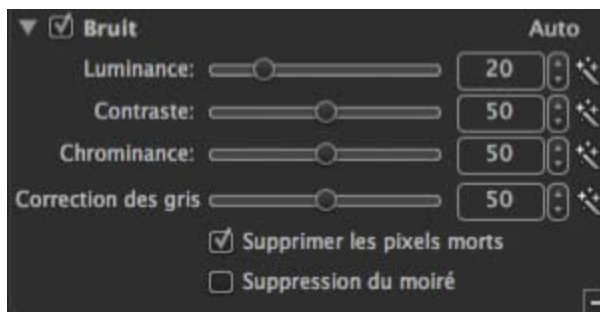 Bruit Auto
Luminance: 20
Contraste: 50
Chrominance: 50
Correction des gris 50
Supprimer les pixels morts
Suppression du moiré